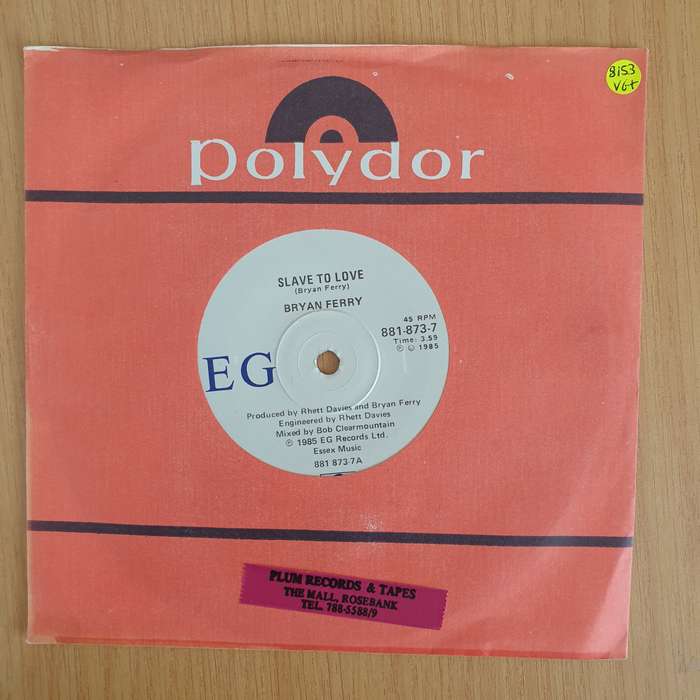 8153
VG+
polydor
SLAVE TO LOVE
(Bryan Ferry)
BRYAN FERRY
45 RPM
881-873-7
Time: 3.59
℗ © 1985
EG
Produced by Rhett Davies and Bryan Ferry
Engineered by Rhett Davies
Mixed by Bob Clearmountain
℗ 1985 EG Records Ltd.
Essex Music
881 873-7A
PLUM RECORDS & TAPES
THE MALL, ROSEBANK
TEL. 788-5588/9